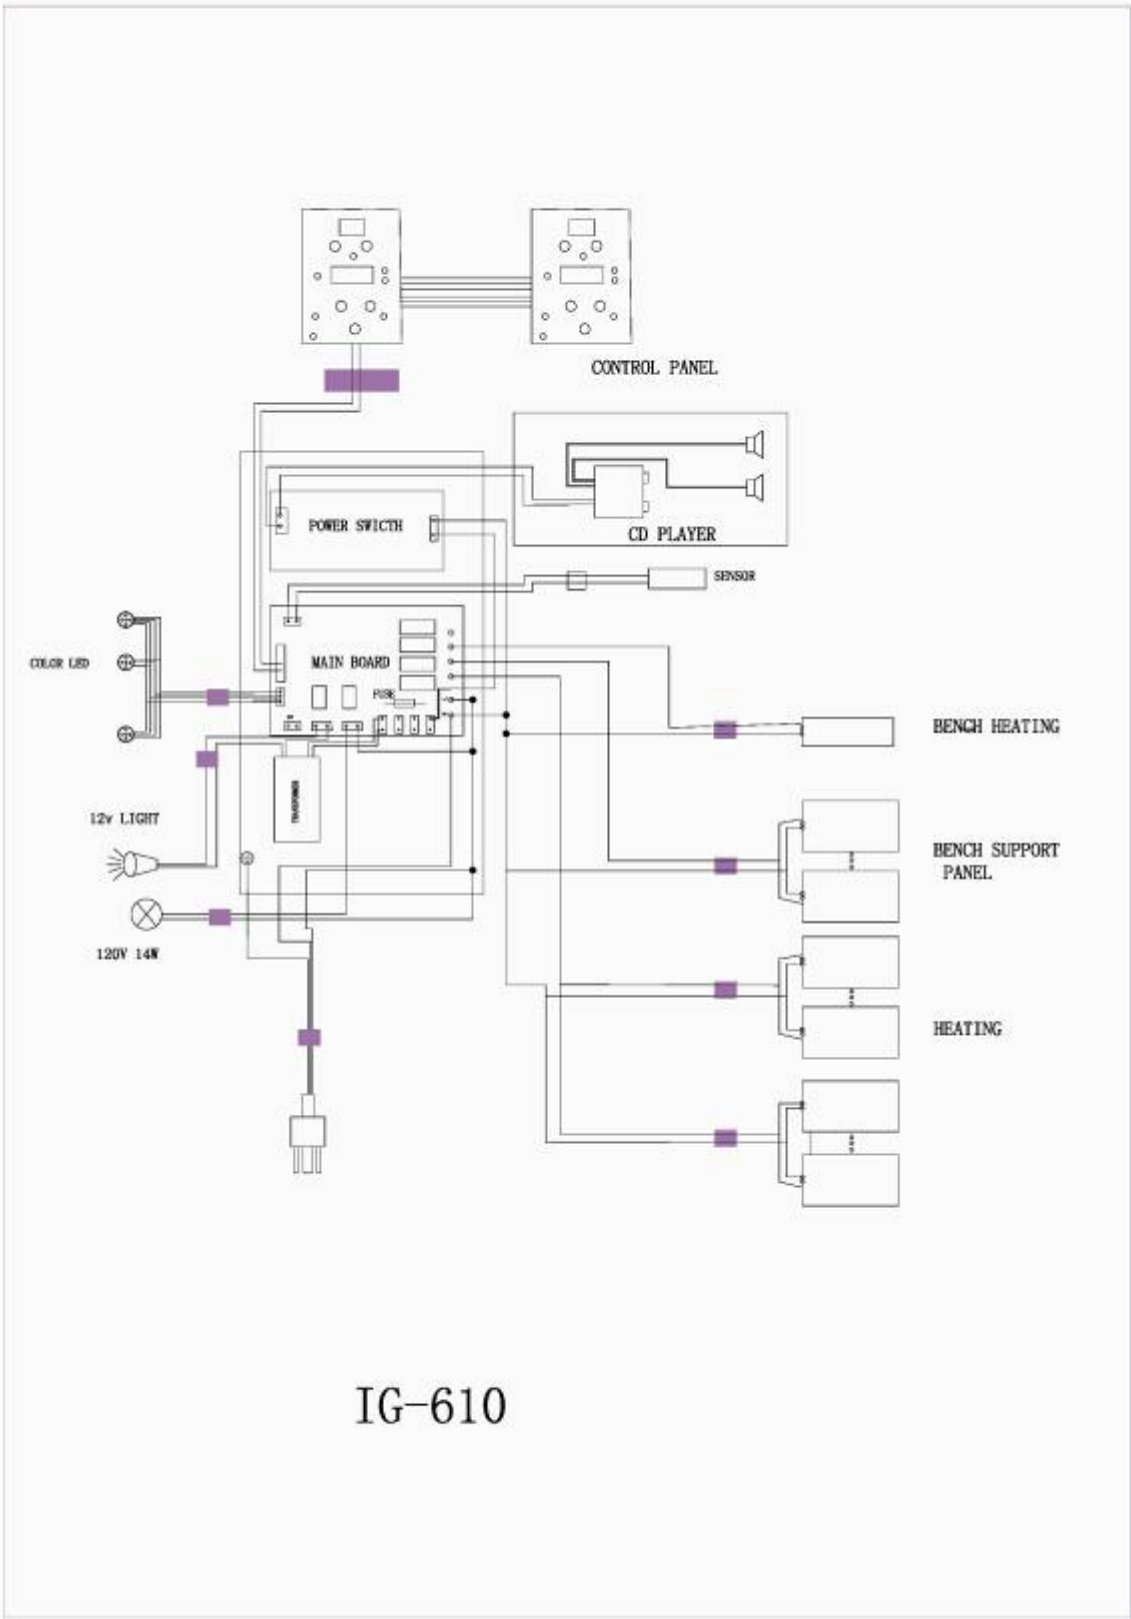 CONTROL PANEL
POWER SWICTH
CD PLAYER
SENSOR
COLOR LED
MAIN BOARD
FUSE
BENCH HEATING
12v LIGHT
BENCH SUPPORT
PANEL
120V 14W
HEATING
IG-610